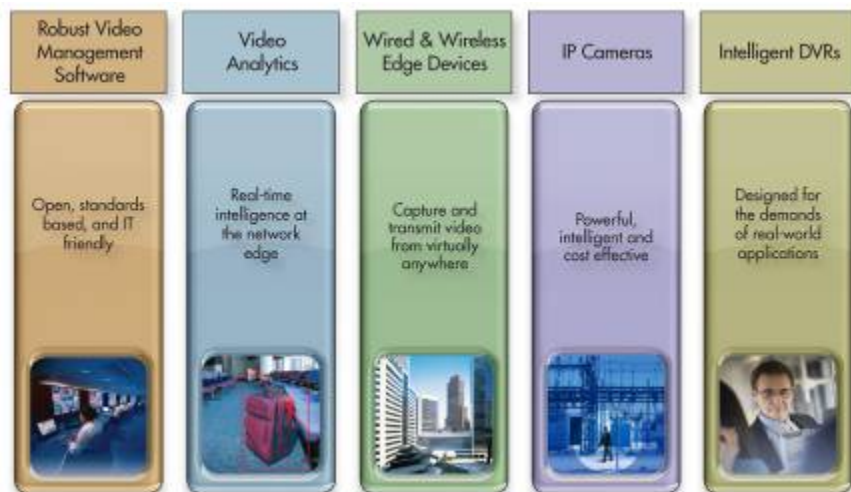 Robust Video
Management
Software
Video
Analytics
Wired & Wireless
Edge Devices
IP Cameras
Intelligent DVRs
Open, standards
based, and IT
friendly
Real-time
intelligence at
the network
edge
Capture and
transmit video
from virtually
anywhere
Powerful,
intelligent and
cost effective
Designed for
the demands
of real-world
applications